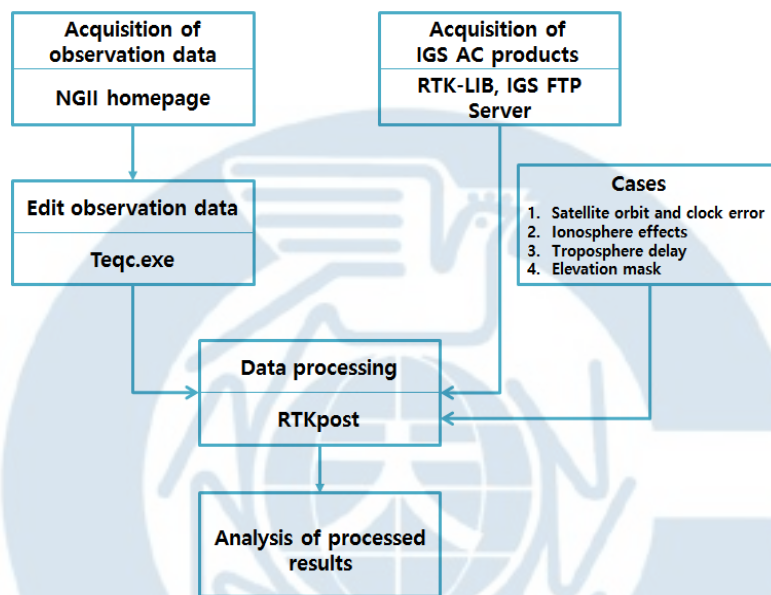 Acquisition of
observation data
NGII homepage
Acquisition of
IGS AC products
RTK-LIB, IGS FTP
Server
Edit observation data
Teqc.exe
Cases
1. Satellite orbit and clock error
2. Ionosphere effects
3. Troposphere delay
4. Elevation mask
Data processing
RTKpost
Analysis of processed
results